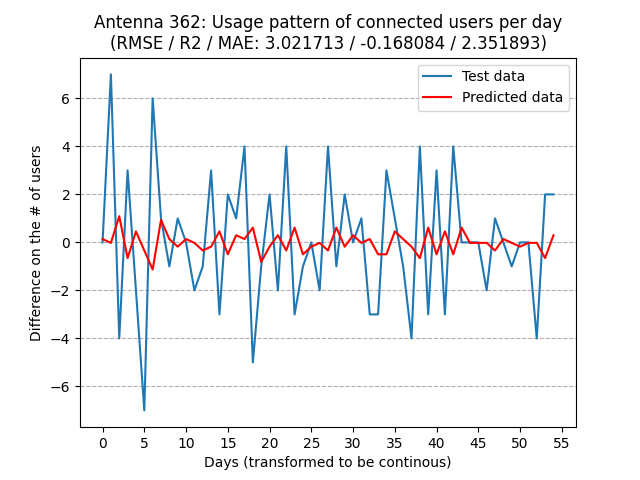 Antenna 362: Usage pattern of connected users per day
(RMSE / R2 / MAE: 3.021713 / -0.168084 / 2.351893)
Test data
Predicted data
Difference on the # of users
6
4
2
0
−2
−4
−6
0 5 10 15 20 25 30 35 40 45 50 55
Days (transformed to be continous)